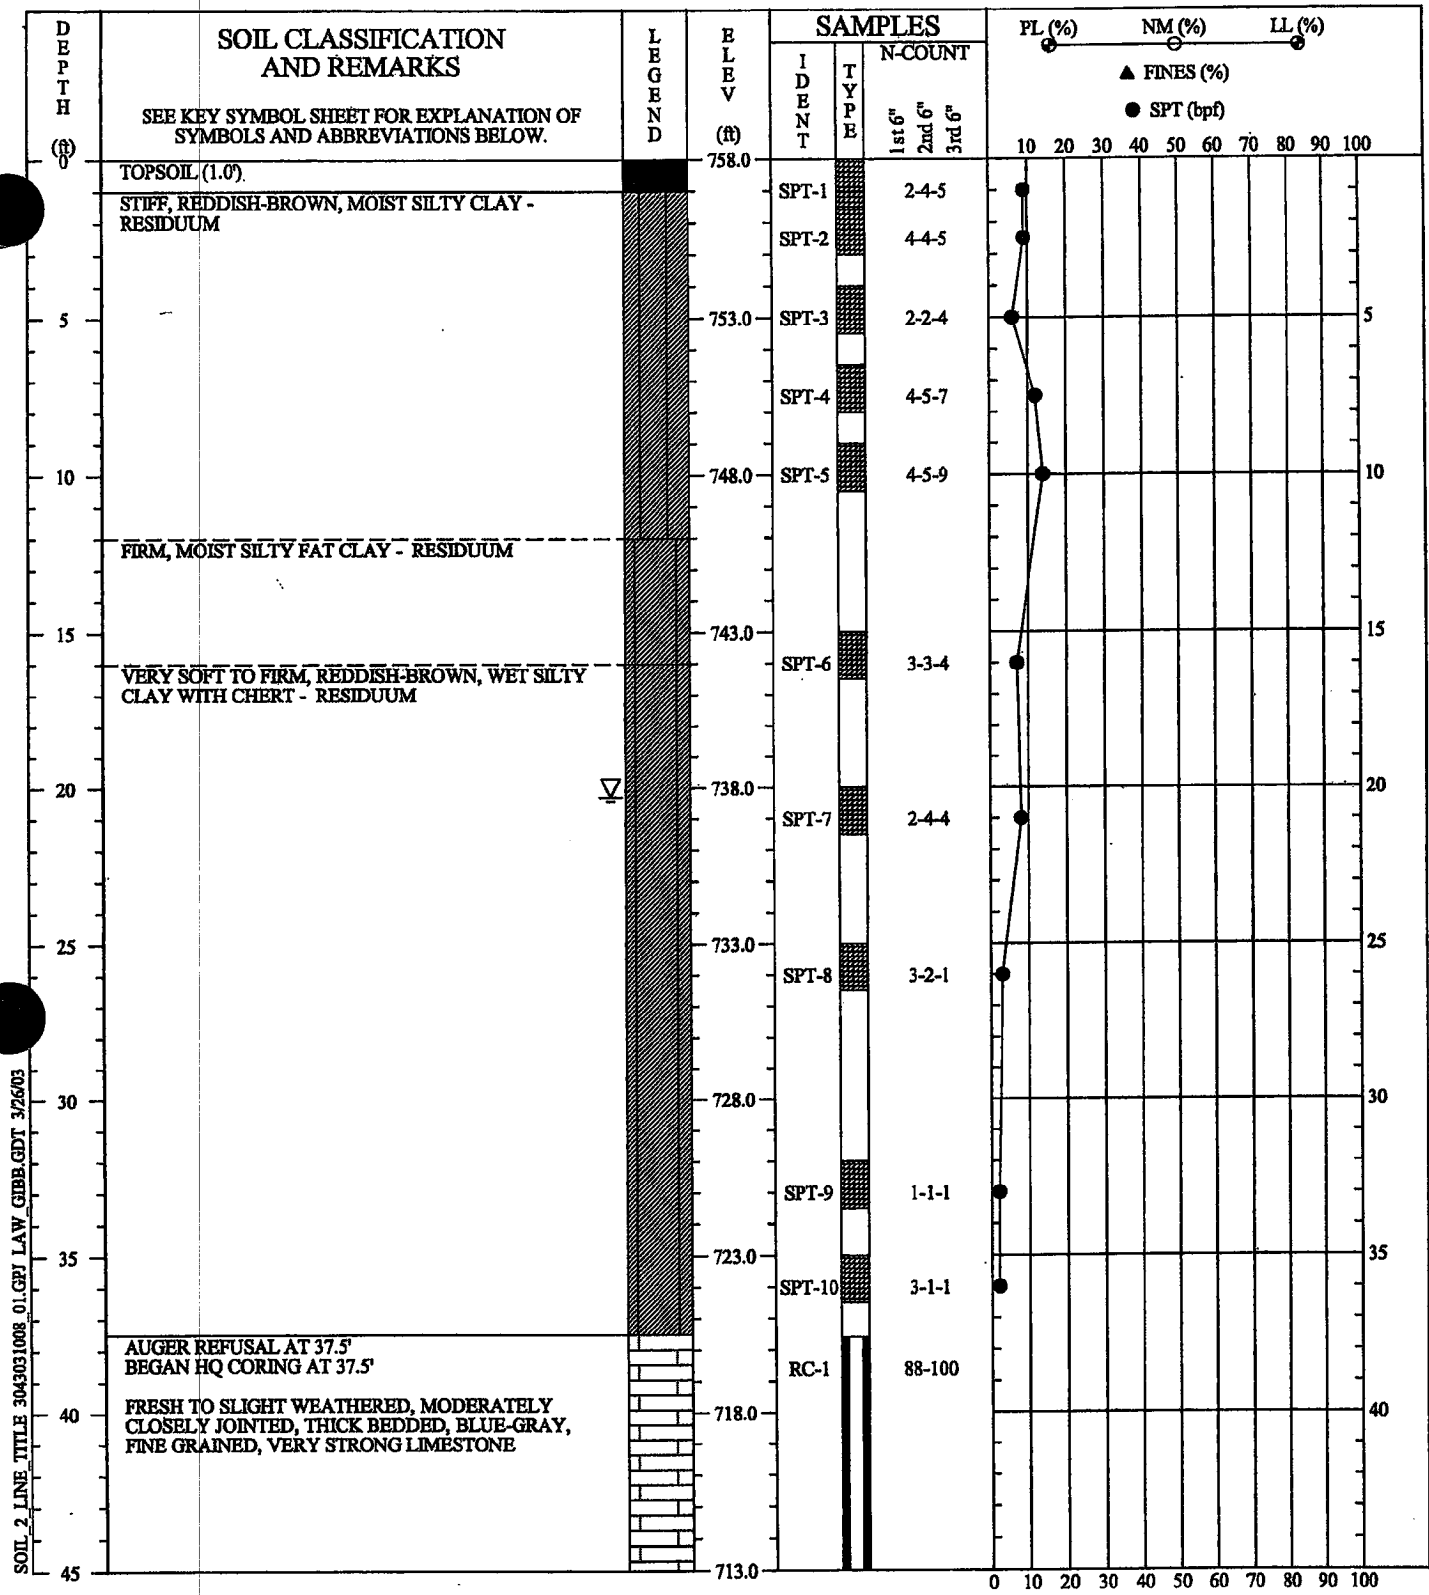 DEPTH
(ft)
SOIL CLASSIFICATION
AND REMARKS
SEE KEY SYMBOL SHEET FOR EXPLANATION OF
SYMBOLS AND ABBREVIATIONS BELOW.
LEGEND
ELEV
(ft)
SAMPLES
IDENT
TYPE
N-COUNT
1st 6"
2nd 6"
3rd 6"
PL (%) NM (%) LL (%)
▲ FINES (%)
● SPT (bpf)
10 20 30 40 50 60 70 80 90 100
0 758.0
TOPSOIL (1.0').
STIFF, REDDISH-BROWN, MOIST SILTY CLAY -
RESIDUUM
SPT-1 2-4-5
SPT-2 4-4-5
5 753.0 SPT-3 2-2-4 5
SPT-4 4-5-7
10 748.0 SPT-5 4-5-9 10
FIRM, MOIST SILTY FAT CLAY - RESIDUUM
15 743.0 15
SPT-6 3-3-4
VERY SOFT TO FIRM, REDDISH-BROWN, WET SILTY
CLAY WITH CHERT - RESIDUUM
20 738.0 20
SPT-7 2-4-4
25 733.0 25
SPT-8 3-2-1
30 728.0 30
SPT-9 1-1-1
35 723.0 35
SPT-10 3-1-1
AUGER REFUSAL AT 37.5'
BEGAN HQ CORING AT 37.5'
RC-1 88-100
FRESH TO SLIGHT WEATHERED, MODERATELY
CLOSELY JOINTED, THICK BEDDED, BLUE-GRAY,
FINE GRAINED, VERY STRONG LIMESTONE
40 718.0 40
45 713.0
0 10 20 30 40 50 60 70 80 90 100
SOIL_2_LINE_TITLE 3043031008_01.GPJ LAW_GIBB.GDT 3/26/03